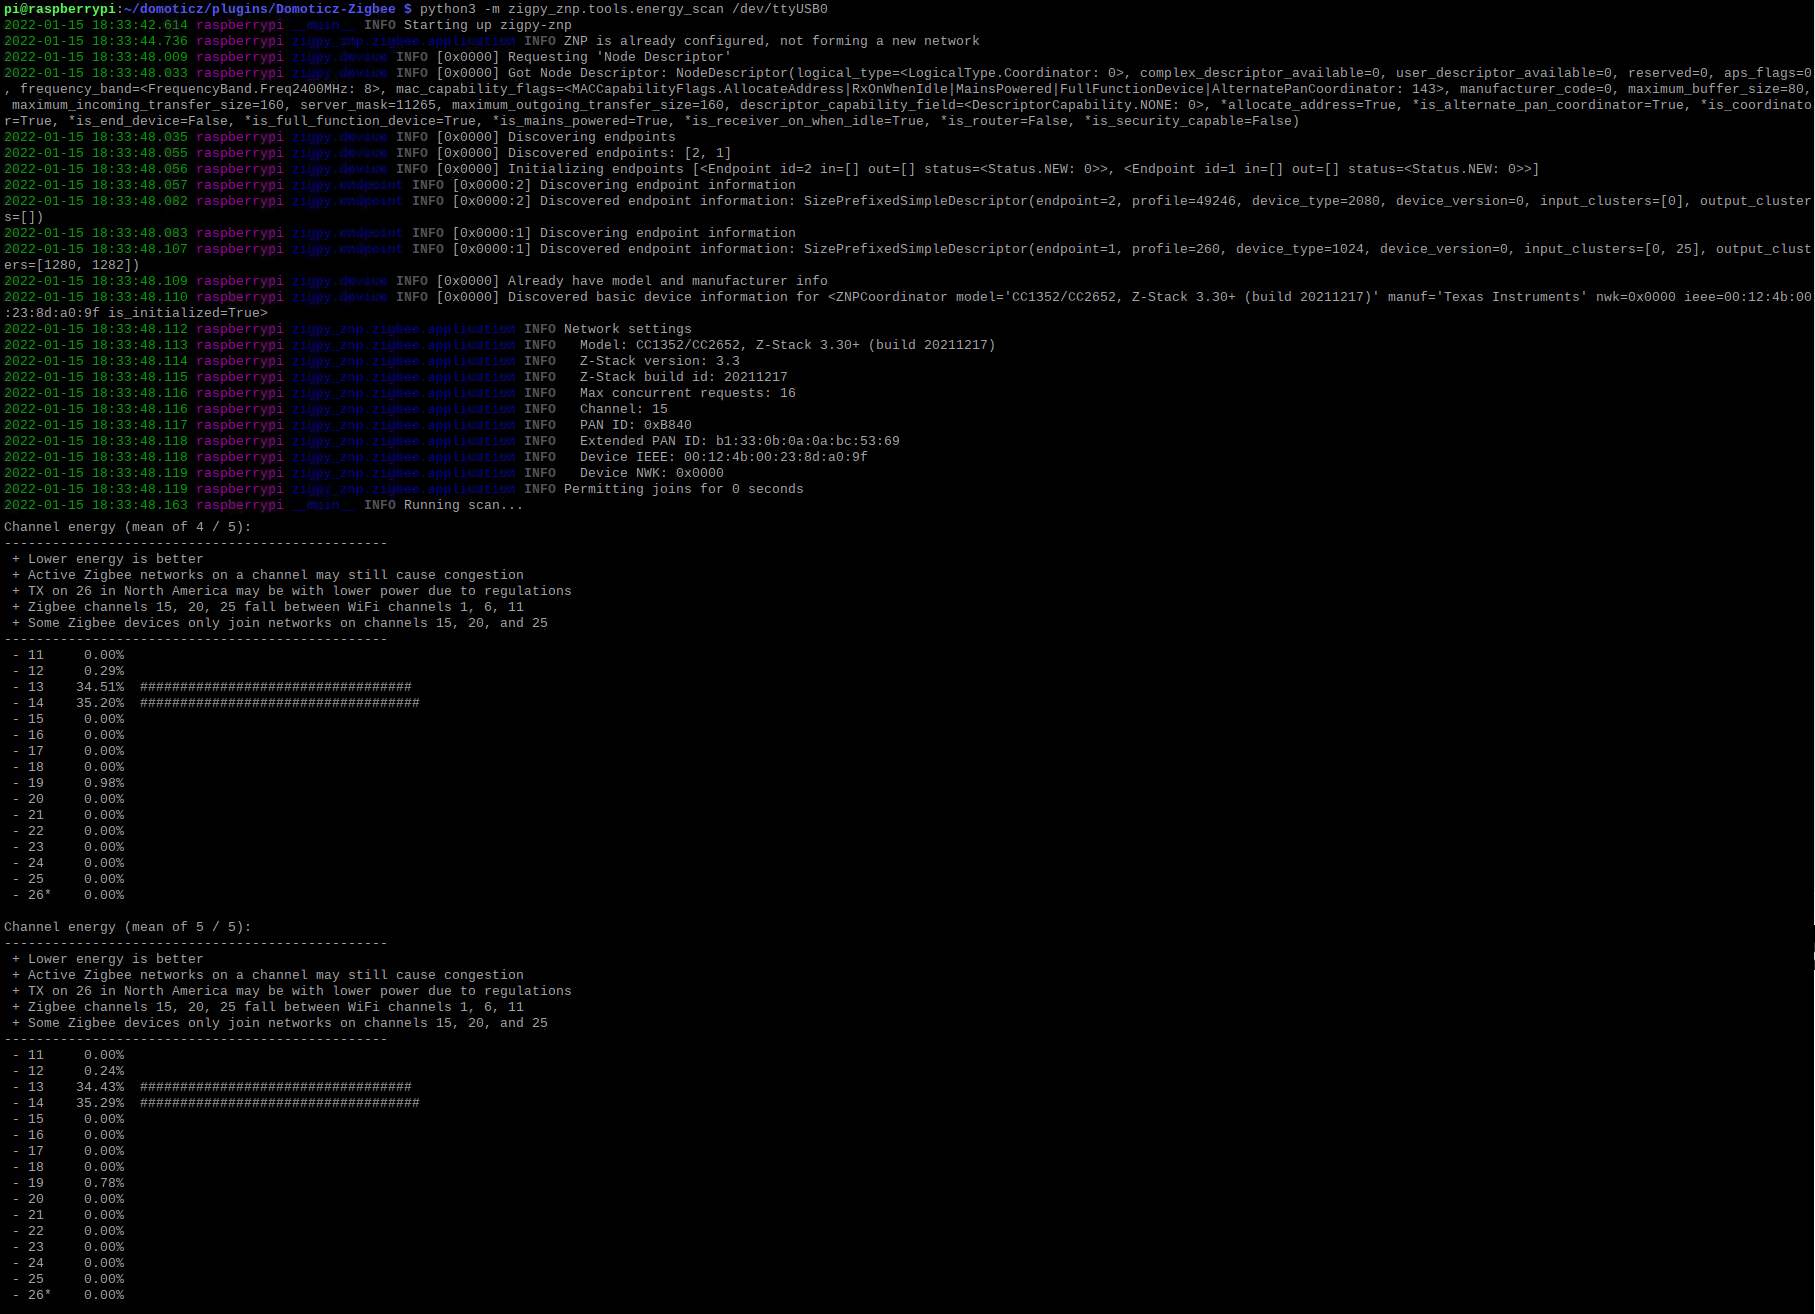 pi@raspberrypi:~/domoticz/plugins/Domoticz-Zigbee $ python3 -m zigpy_znp.tools.energy_scan /dev/ttyUSB0
2022-01-15 18:33:42.614 raspberrypi __main__ INFO Starting up zigpy-znp
2022-01-15 18:33:44.736 raspberrypi zigpy_znp.zigbee.application INFO ZNP is already configured, not forming a new network
2022-01-15 18:33:48.009 raspberrypi zigpy.device INFO [0x0000] Requesting 'Node Descriptor'
2022-01-15 18:33:48.033 raspberrypi zigpy.device INFO [0x0000] Got Node Descriptor: NodeDescriptor(logical_type=<LogicalType.Coordinator: 0>, complex_descriptor_available=0, user_descriptor_available=0, reserved=0, aps_flags=0
, frequency_band=<FrequencyBand.Freq2400MHz: 8>, mac_capability_flags=<MACCapabilityFlags.AllocateAddress|RxOnWhenIdle|MainsPowered|FullFunctionDevice|AlternatePanCoordinator: 143>, manufacturer_code=0, maximum_buffer_size=80,
 maximum_incoming_transfer_size=160, server_mask=11265, maximum_outgoing_transfer_size=160, descriptor_capability_field=<DescriptorCapability.NONE: 0>, *allocate_address=True, *is_alternate_pan_coordinator=True, *is_coordinato
r=True, *is_end_device=False, *is_full_function_device=True, *is_mains_powered=True, *is_receiver_on_when_idle=True, *is_router=False, *is_security_capable=False)
2022-01-15 18:33:48.035 raspberrypi zigpy.device INFO [0x0000] Discovering endpoints
2022-01-15 18:33:48.055 raspberrypi zigpy.device INFO [0x0000] Discovered endpoints: [2, 1]
2022-01-15 18:33:48.056 raspberrypi zigpy.device INFO [0x0000] Initializing endpoints [<Endpoint id=2 in=[] out=[] status=<Status.NEW: 0>>, <Endpoint id=1 in=[] out=[] status=<Status.NEW: 0>>]
2022-01-15 18:33:48.057 raspberrypi zigpy.endpoint INFO [0x0000:2] Discovering endpoint information
2022-01-15 18:33:48.082 raspberrypi zigpy.endpoint INFO [0x0000:2] Discovered endpoint information: SizePrefixedSimpleDescriptor(endpoint=2, profile=49246, device_type=2080, device_version=0, input_clusters=[0], output_cluster
s=[])
2022-01-15 18:33:48.083 raspberrypi zigpy.endpoint INFO [0x0000:1] Discovering endpoint information
2022-01-15 18:33:48.107 raspberrypi zigpy.endpoint INFO [0x0000:1] Discovered endpoint information: SizePrefixedSimpleDescriptor(endpoint=1, profile=260, device_type=1024, device_version=0, input_clusters=[0, 25], output_clust
ers=[1280, 1282])
2022-01-15 18:33:48.109 raspberrypi zigpy.device INFO [0x0000] Already have model and manufacturer info
2022-01-15 18:33:48.110 raspberrypi zigpy.device INFO [0x0000] Discovered basic device information for <ZNPCoordinator model='CC1352/CC2652, Z-Stack 3.30+ (build 20211217)' manuf='Texas Instruments' nwk=0x0000 ieee=00:12:4b:00
:23:8d:a0:9f is_initialized=True>
2022-01-15 18:33:48.112 raspberrypi zigpy_znp.zigbee.application INFO Network settings
2022-01-15 18:33:48.113 raspberrypi zigpy_znp.zigbee.application INFO   Model: CC1352/CC2652, Z-Stack 3.30+ (build 20211217)
2022-01-15 18:33:48.114 raspberrypi zigpy_znp.zigbee.application INFO   Z-Stack version: 3.3
2022-01-15 18:33:48.115 raspberrypi zigpy_znp.zigbee.application INFO   Z-Stack build id: 20211217
2022-01-15 18:33:48.116 raspberrypi zigpy_znp.zigbee.application INFO   Max concurrent requests: 16
2022-01-15 18:33:48.116 raspberrypi zigpy_znp.zigbee.application INFO   Channel: 15
2022-01-15 18:33:48.117 raspberrypi zigpy_znp.zigbee.application INFO   PAN ID: 0xB840
2022-01-15 18:33:48.118 raspberrypi zigpy_znp.zigbee.application INFO   Extended PAN ID: b1:33:0b:0a:0a:bc:53:69
2022-01-15 18:33:48.118 raspberrypi zigpy_znp.zigbee.application INFO   Device IEEE: 00:12:4b:00:23:8d:a0:9f
2022-01-15 18:33:48.119 raspberrypi zigpy_znp.zigbee.application INFO   Device NWK: 0x0000
2022-01-15 18:33:48.119 raspberrypi zigpy_znp.zigbee.application INFO Permitting joins for 0 seconds
2022-01-15 18:33:48.163 raspberrypi __main__ INFO Running scan...
Channel energy (mean of 4 / 5):
------------------------------------------------
 + Lower energy is better
 + Active Zigbee networks on a channel may still cause congestion
 + TX on 26 in North America may be with lower power due to regulations
 + Zigbee channels 15, 20, 25 fall between WiFi channels 1, 6, 11
 + Some Zigbee devices only join networks on channels 15, 20, and 25
------------------------------------------------
 - 11     0.00%
 - 12     0.29%
 - 13    34.51%  ##################################
 - 14    35.20%  ###################################
 - 15     0.00%
 - 16     0.00%
 - 17     0.00%
 - 18     0.00%
 - 19     0.98%
 - 20     0.00%
 - 21     0.00%
 - 22     0.00%
 - 23     0.00%
 - 24     0.00%
 - 25     0.00%
 - 26*    0.00%
Channel energy (mean of 5 / 5):
------------------------------------------------
 + Lower energy is better
 + Active Zigbee networks on a channel may still cause congestion
 + TX on 26 in North America may be with lower power due to regulations
 + Zigbee channels 15, 20, 25 fall between WiFi channels 1, 6, 11
 + Some Zigbee devices only join networks on channels 15, 20, and 25
------------------------------------------------
 - 11     0.00%
 - 12     0.24%
 - 13    34.43%  ##################################
 - 14    35.29%  ###################################
 - 15     0.00%
 - 16     0.00%
 - 17     0.00%
 - 18     0.00%
 - 19     0.78%
 - 20     0.00%
 - 21     0.00%
 - 22     0.00%
 - 23     0.00%
 - 24     0.00%
 - 25     0.00%
 - 26*    0.00%